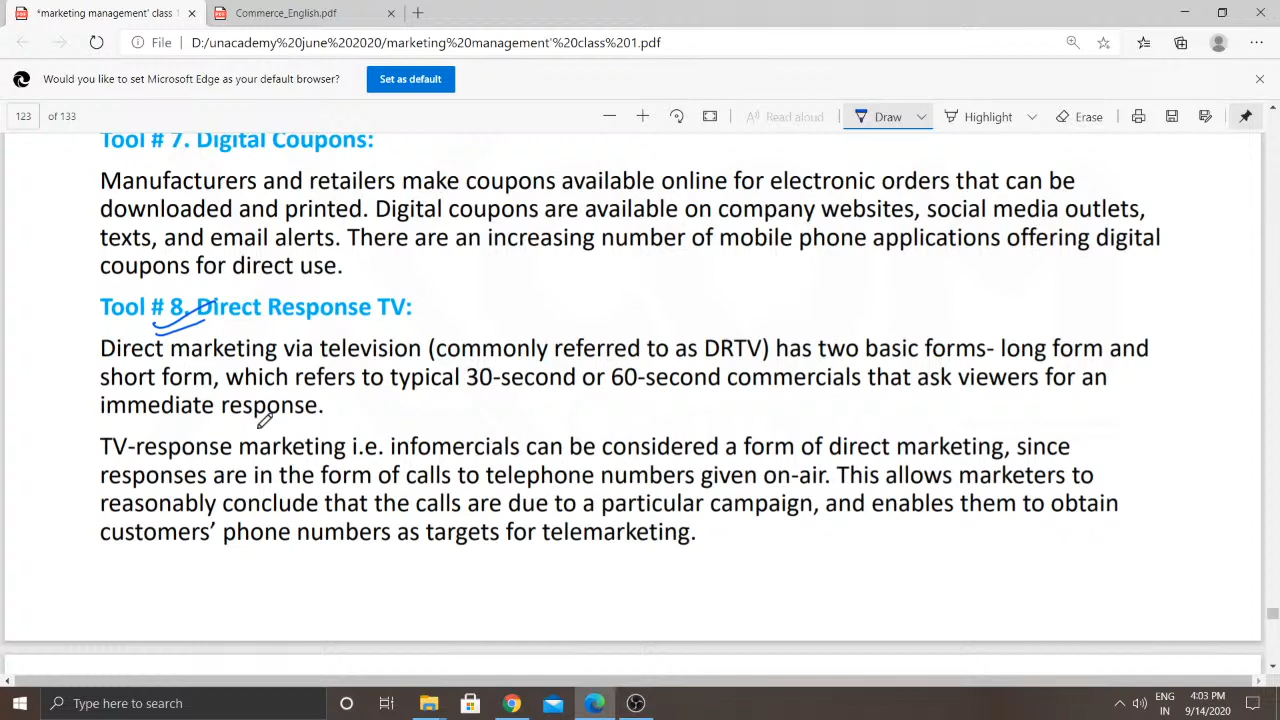 *marketing management' class 1
Commerce_English.pdf
File
D:/unacademy%20june%202020/marketing%20management'%20class%201.pdf
Would you like to set Microsoft Edge as your default browser?
Set as default
123 of 133
Read aloud
Draw
Highlight
Erase
Tool # 7. Digital Coupons:
Manufacturers and retailers make coupons available online for electronic orders that can be
downloaded and printed. Digital coupons are available on company websites, social media outlets,
texts, and email alerts. There are an increasing number of mobile phone applications offering digital
coupons for direct use.
Tool # 8. Direct Response TV:
Direct marketing via television (commonly referred to as DRTV) has two basic forms- long form and
short form, which refers to typical 30-second or 60-second commercials that ask viewers for an
immediate response.
TV-response marketing i.e. infomercials can be considered a form of direct marketing, since
responses are in the form of calls to telephone numbers given on-air. This allows marketers to
reasonably conclude that the calls are due to a particular campaign, and enables them to obtain
customers’ phone numbers as targets for telemarketing.
Type here to search
ENG
IN
4:03 PM
9/14/2020